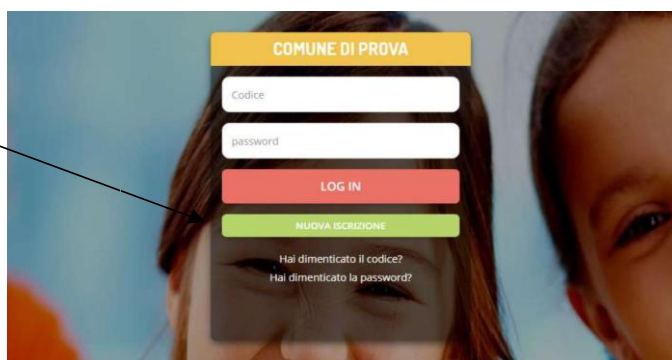 COMUNE DI PROVA
Codice
password
LOG IN
NUOVA ISCRIZIONE
Hai dimenticato il codice?
Hai dimenticato la password?